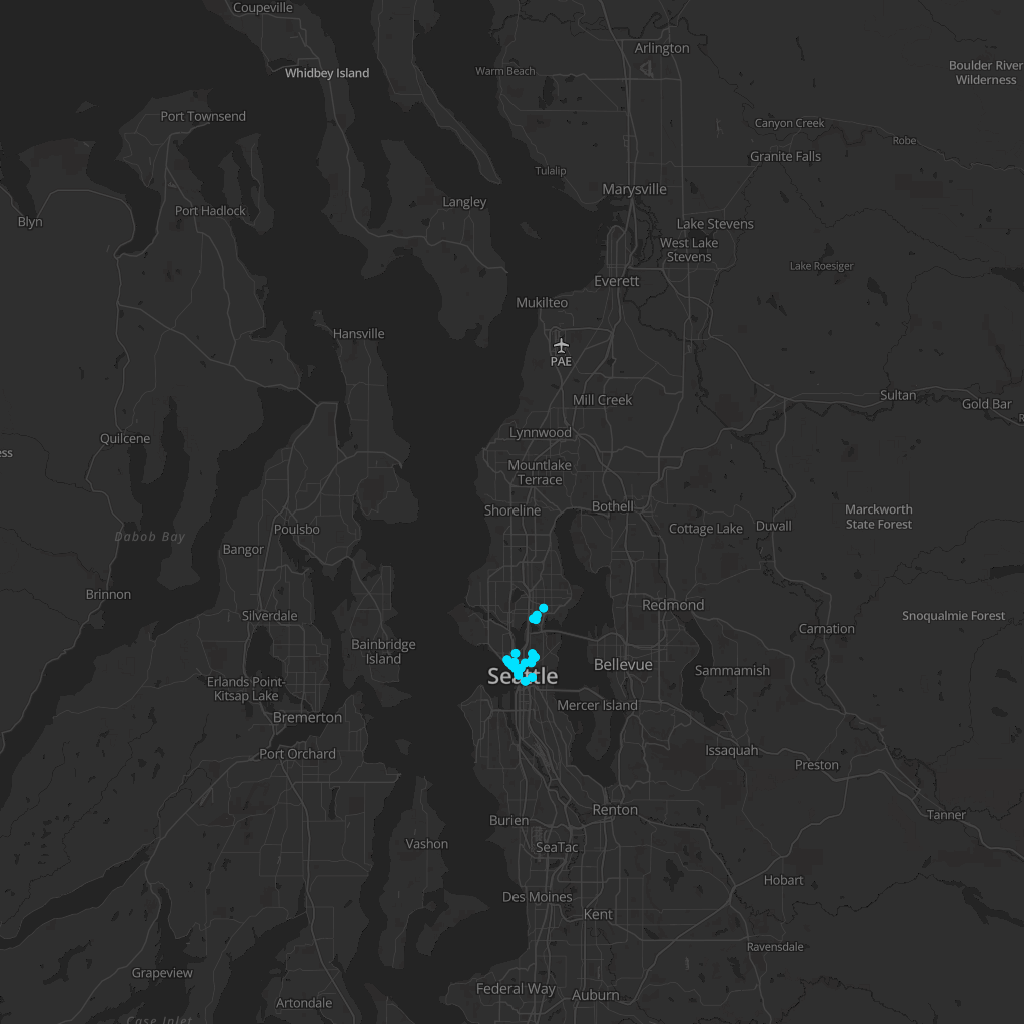 Coupeville
Arlington
Whidbey Island
Warm Beach
Boulder River
Wilderness
Port Townsend
Canyon Creek
Robe
Granite Falls
Tulalip
Marysville
Langley
Port Hadlock
Blyn
Lake Stevens
West Lake
Stevens
Lake Roesiger
Everett
Mukilteo
Hansville
PAE
Mill Creek
Sultan
Gold Bar
R
Quilcene
Lynnwood
ess
Mountlake
Terrace
Shoreline
Bothell
Marckworth
State Forest
Cottage Lake
Duvall
Poulsbo
Dabob Bay
Bangor
Brinnon
Redmond
Silverdale
Snoqualmie Forest
Carnation
Bainbridge
Island
Bellevue
Sammamish
Seattle
Erlands Point-
Kitsap Lake
Mercer Island
Bremerton
Port Orchard
Issaquah
Preston
Renton
Tanner
Burien
Vashon
SeaTac
Hobart
Des Moines
Kent
Ravensdale
Grapeview
Federal Way
Auburn
Artondale
Case Inlet